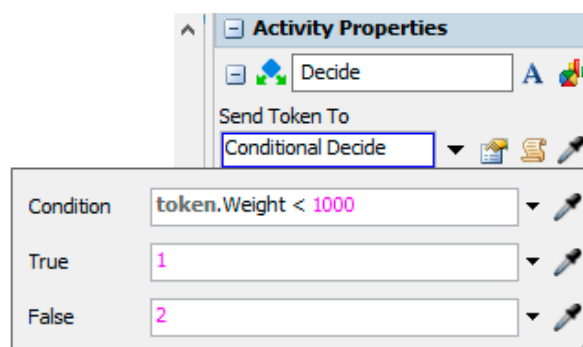 Activity Properties
Decide
A
Send Token To
Conditional Decide
Condition token.Weight < 1000
True 1
False 2